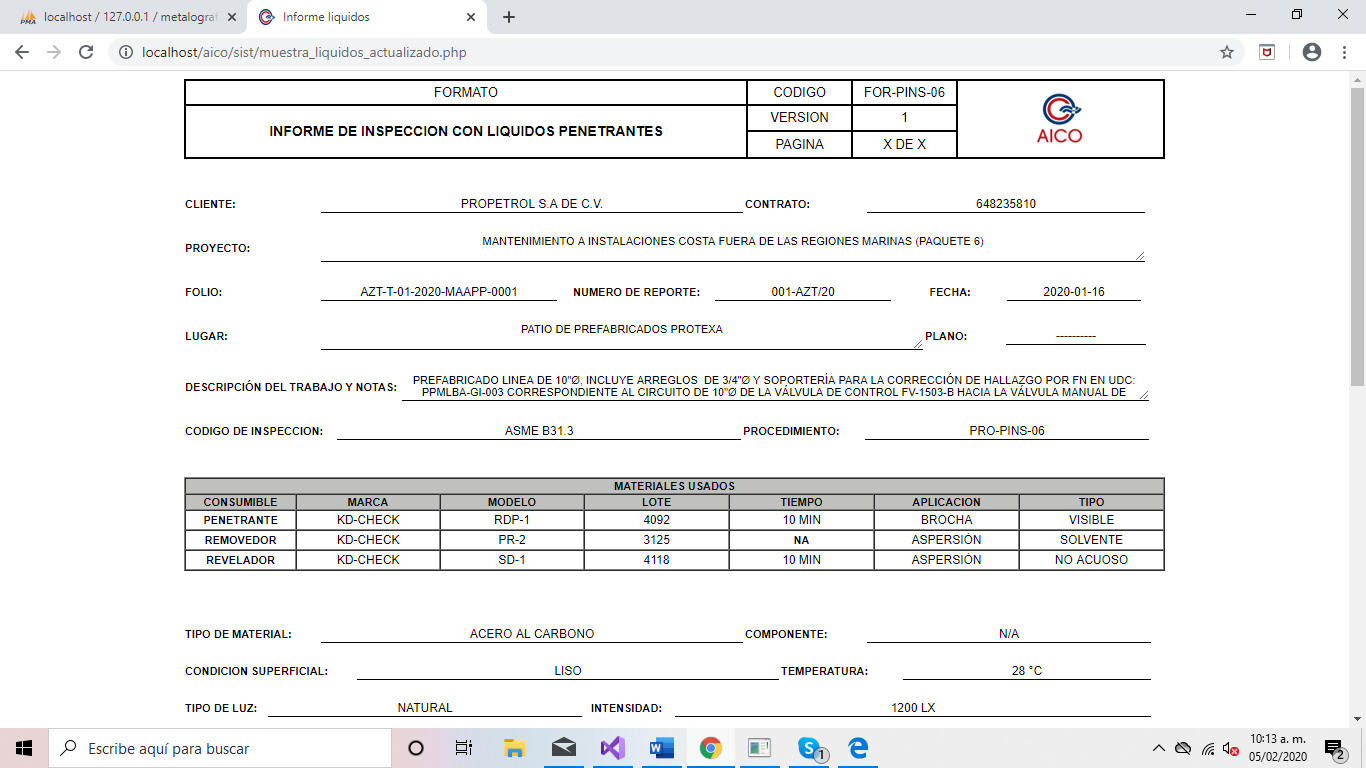 localhost / 127.0.0.1 / metalograf
Informe liquidos
localhost/aico/sist/muestra_liquidos_actualizado.php
FORMATO CODIGO FOR-PINS-06
INFORME DE INSPECCION CON LIQUIDOS PENETRANTES VERSION 1
PAGINA X DE X
AICO
CLIENTE: PROPETROL S.A DE C.V. CONTRATO: 648235810
PROYECTO: MANTENIMIENTO A INSTALACIONES COSTA FUERA DE LAS REGIONES MARINAS (PAQUETE 6)
FOLIO: AZT-T-01-2020-MAAPP-0001 NUMERO DE REPORTE: 001-AZT/20 FECHA: 2020-01-16
LUGAR: PATIO DE PREFABRICADOS PROTEXA PLANO: ----------
DESCRIPCIÓN DEL TRABAJO Y NOTAS: PREFABRICADO LINEA DE 10"Ø, INCLUYE ARREGLOS DE 3/4"Ø Y SOPORTERÍA PARA LA CORRECCIÓN DE HALLAZGO POR FN EN UDC:
PPMLBA-GI-003 CORRESPONDIENTE AL CIRCUITO DE 10"Ø DE LA VÁLVULA DE CONTROL FV-1503-B HACIA LA VÁLVULA MANUAL DE
CODIGO DE INSPECCION: ASME B31.3 PROCEDIMIENTO: PRO-PINS-06
MATERIALES USADOS
CONSUMIBLE MARCA MODELO LOTE TIEMPO APLICACION TIPO
PENETRANTE KD-CHECK RDP-1 4092 10 MIN BROCHA VISIBLE
REMOVEDOR KD-CHECK PR-2 3125 NA ASPERSIÓN SOLVENTE
REVELADOR KD-CHECK SD-1 4118 10 MIN ASPERSIÓN NO ACUOSO
TIPO DE MATERIAL: ACERO AL CARBONO COMPONENTE: N/A
CONDICION SUPERFICIAL: LISO TEMPERATURA: 28 °C
TIPO DE LUZ: NATURAL INTENSIDAD: 1200 LX
Escribe aquí para buscar
10:13 a. m.
05/02/2020